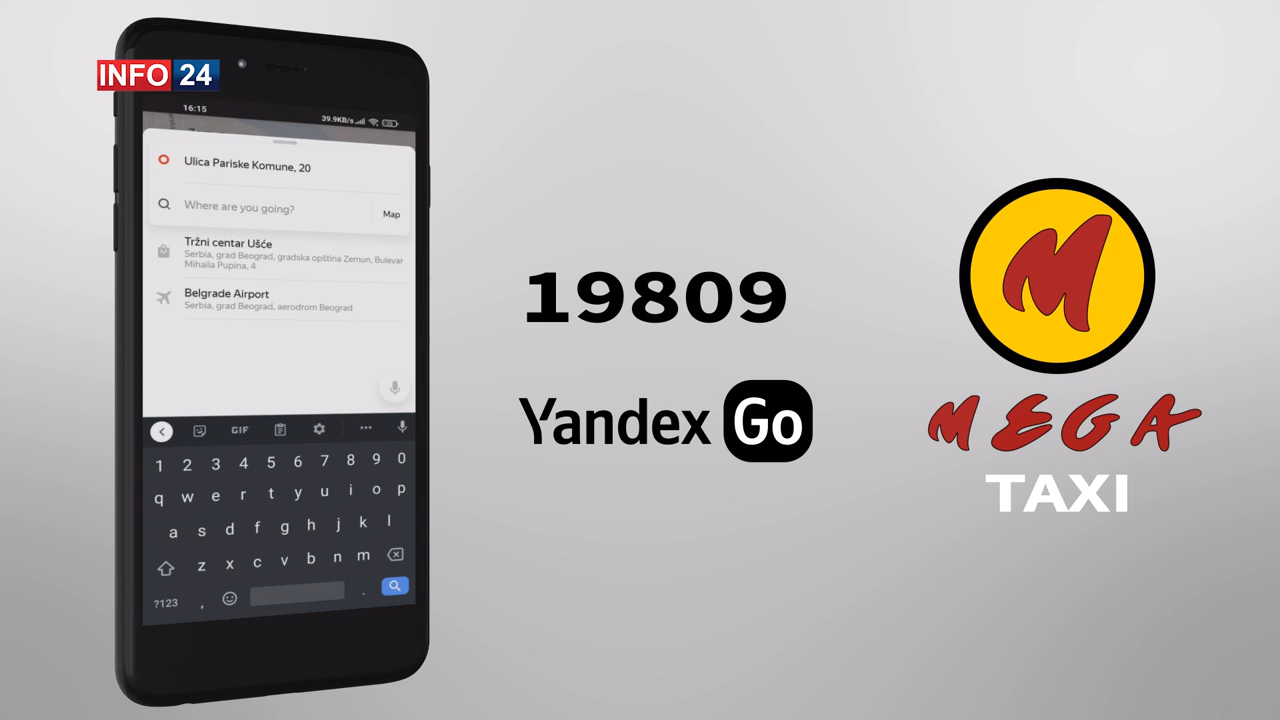 INFO 24
16:15
39.9KB/s
Ulica Pariske Komune, 20
Where are you going?
Map
Tržni centar Ušće
Serbia, grad Beograd, gradska opština Zemun, Bulevar
Mihaila Pupina, 4
Belgrade Airport
Serbia, grad Beograd, aerodrom Beograd
GIF
1 2 3 4 5 6 7 8 9 0
q w e r t y u i o p
a s d f g h j k l
z x c v b n m
?123 , .
19809
Yandex Go
M
MEGA
TAXI